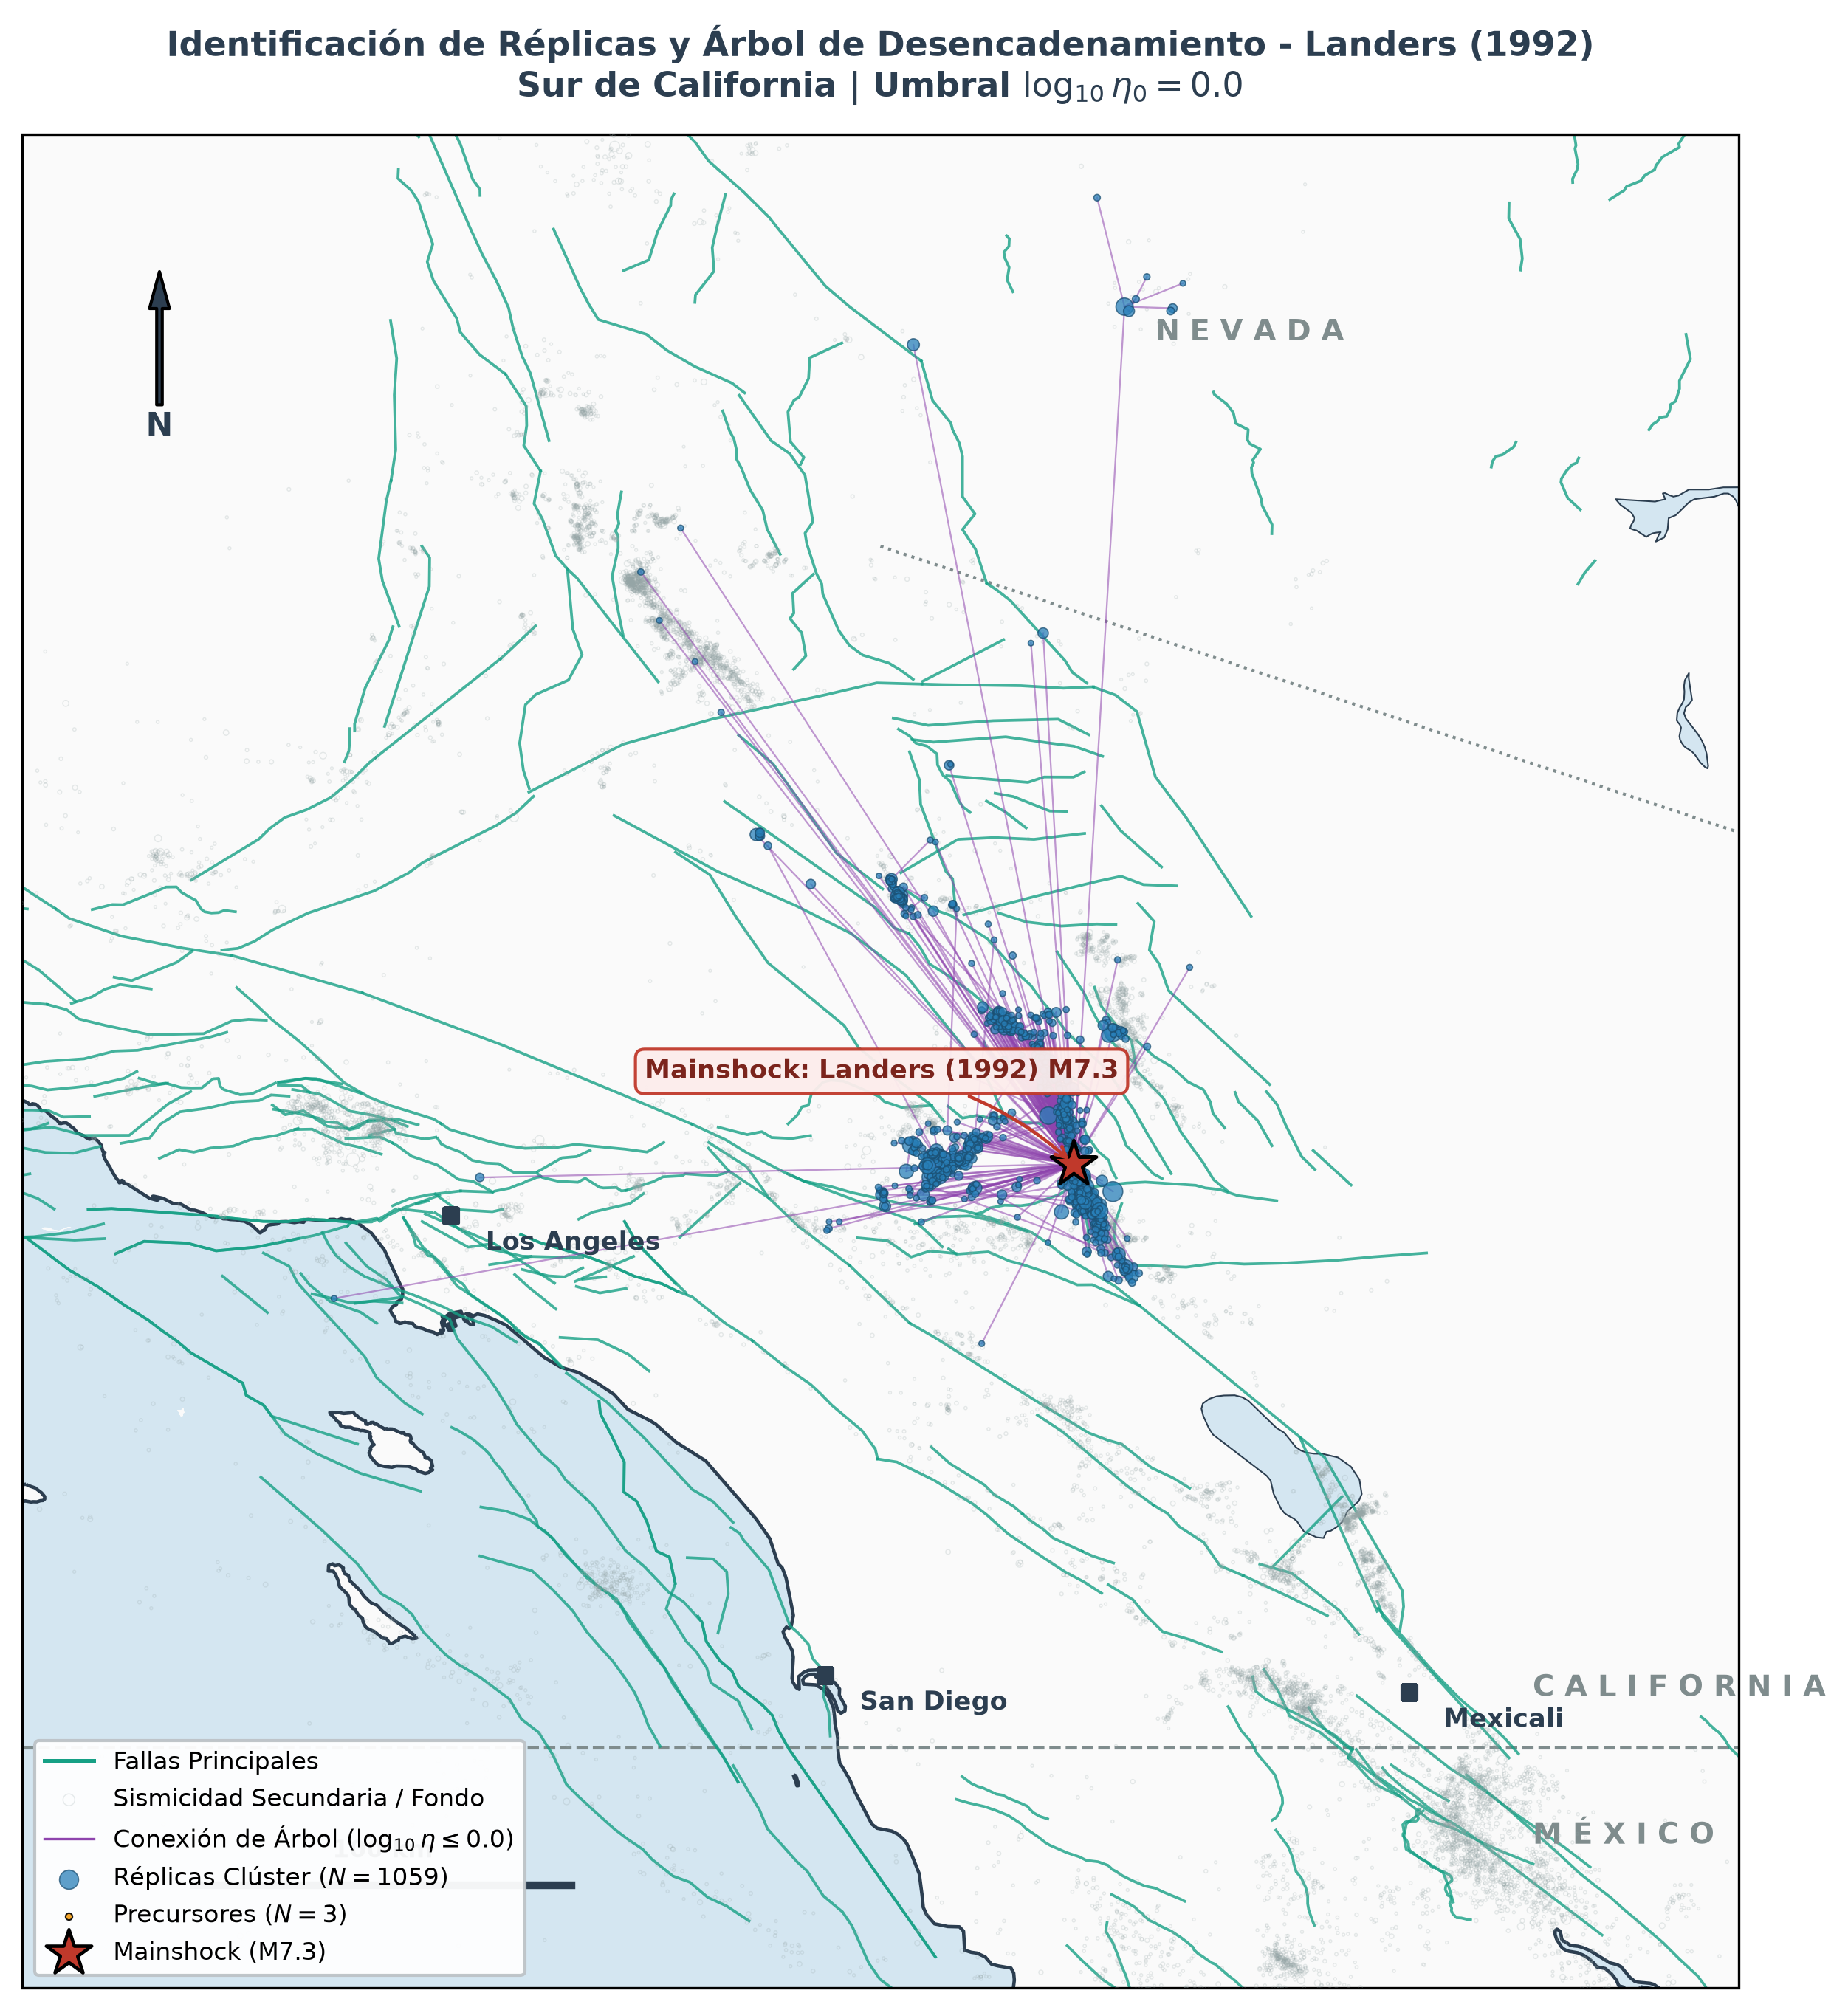 Identificación de Réplicas y Árbol de Desencadenamiento - Landers (1992)
Sur de California | Umbral log₁₀ η₀ = 0.0
NEVADA
N
Mainshock: Landers (1992) M7.3
Los Angeles
San Diego
CALIFORNIA
Mexicali
MÉXICO
Fallas Principales
Sismicidad Secundaria / Fondo
Conexión de Árbol (log₁₀ η ≤ 0.0)
Réplicas Clúster (N = 1059)
Precursores (N = 3)
Mainshock (M7.3)